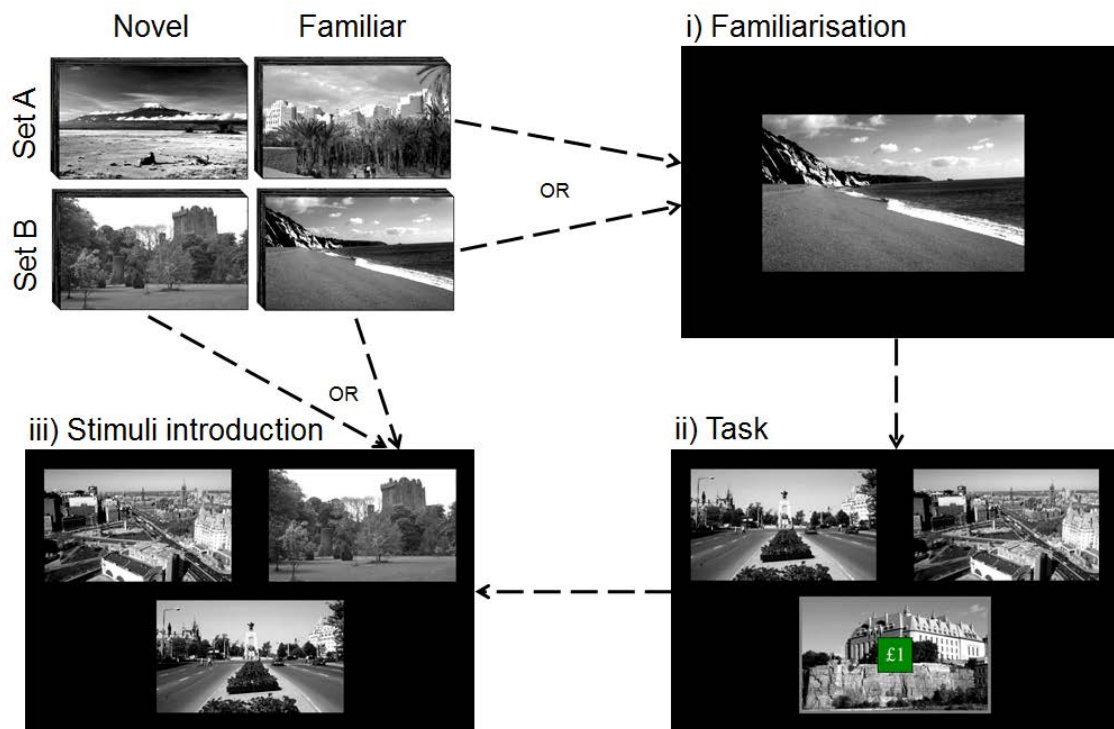 Novel
Familiar
i) Familiarisation
Set A
OR
Set B
OR
iii) Stimuli introduction
ii) Task
£1